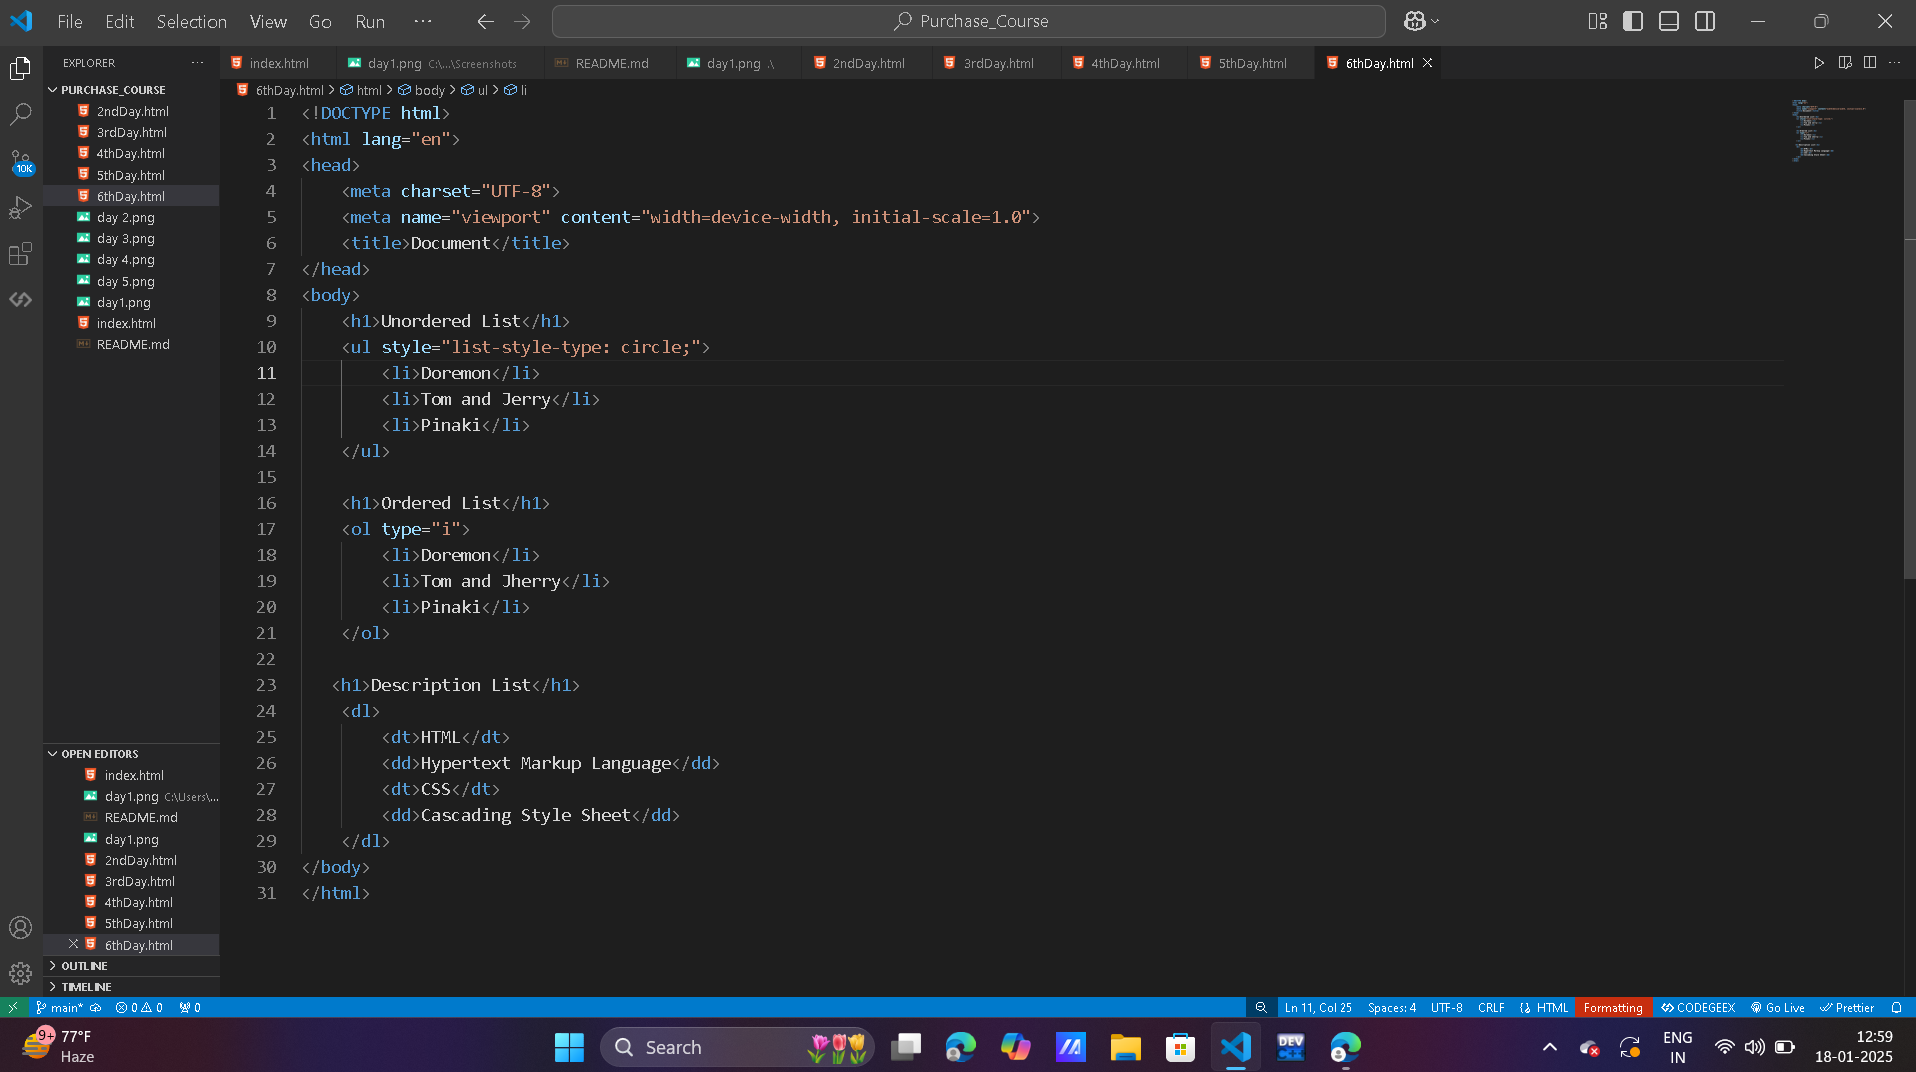 File Edit Selection View Go Run ··· Purchase_Course
EXPLORER ···
PURCHASE_COURSE
2ndDay.html
3rdDay.html
4thDay.html
5thDay.html
6thDay.html
day 2.png
day 3.png
day 4.png
day 5.png
day1.png
index.html
README.md
10K
OPEN EDITORS
index.html
day1.png C:\Users\...
README.md
day1.png
2ndDay.html
3rdDay.html
4thDay.html
5thDay.html
6thDay.html
OUTLINE
TIMELINE
index.html day1.png C:\...\Screenshots README.md day1.png .\ 2ndDay.html 3rdDay.html 4thDay.html 5thDay.html 6thDay.html
6thDay.html > html > body > ul > li
1 <!DOCTYPE html>
2 <html lang="en">
3 <head>
4 <meta charset="UTF-8">
5 <meta name="viewport" content="width=device-width, initial-scale=1.0">
6 <title>Document</title>
7 </head>
8 <body>
9 <h1>Unordered List</h1>
10 <ul style="list-style-type: circle;">
11 <li>Doremon</li>
12 <li>Tom and Jerry</li>
13 <li>Pinaki</li>
14 </ul>
15
16 <h1>Ordered List</h1>
17 <ol type="i">
18 <li>Doremon</li>
19 <li>Tom and Jherry</li>
20 <li>Pinaki</li>
21 </ol>
22
23 <h1>Description List</h1>
24 <dl>
25 <dt>HTML</dt>
26 <dd>Hypertext Markup Language</dd>
27 <dt>CSS</dt>
28 <dd>Cascading Style Sheet</dd>
29 </dl>
30 </body>
31 </html>
main* 0 0 0 Ln 11, Col 25 Spaces: 4 UTF-8 CRLF {} HTML Formatting CODEGEEX Go Live Prettier
9+ 77°F
Haze
Search
DEV
ENG
IN
12:59
18-01-2025